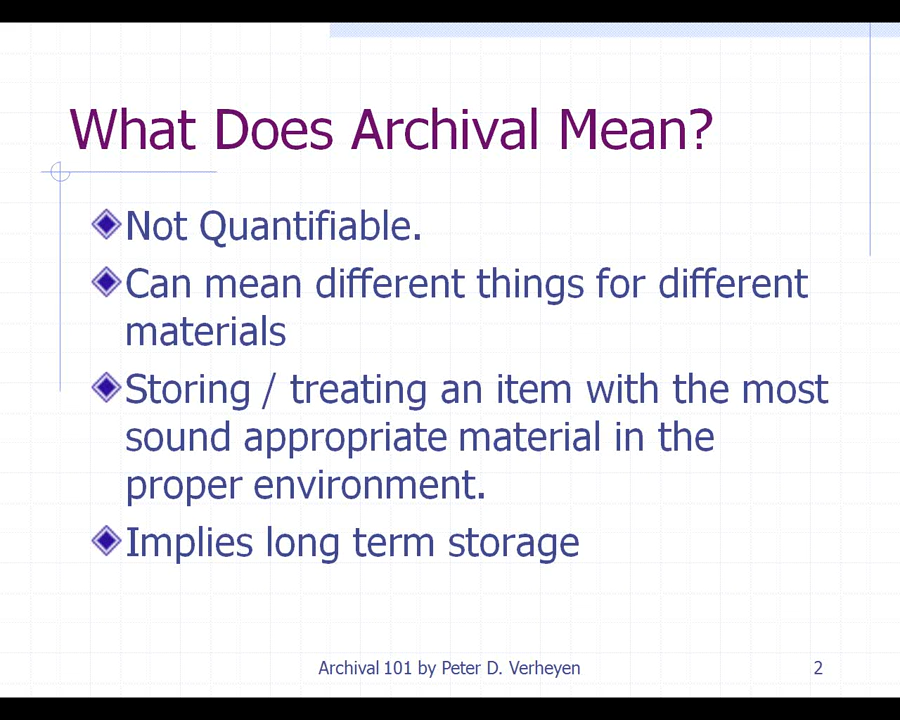 What Does Archival Mean?
Not Quantifiable.
Can mean different things for different
materials
Storing / treating an item with the most
sound appropriate material in the
proper environment.
Implies long term storage
Archival 101 by Peter D. Verheyen
2